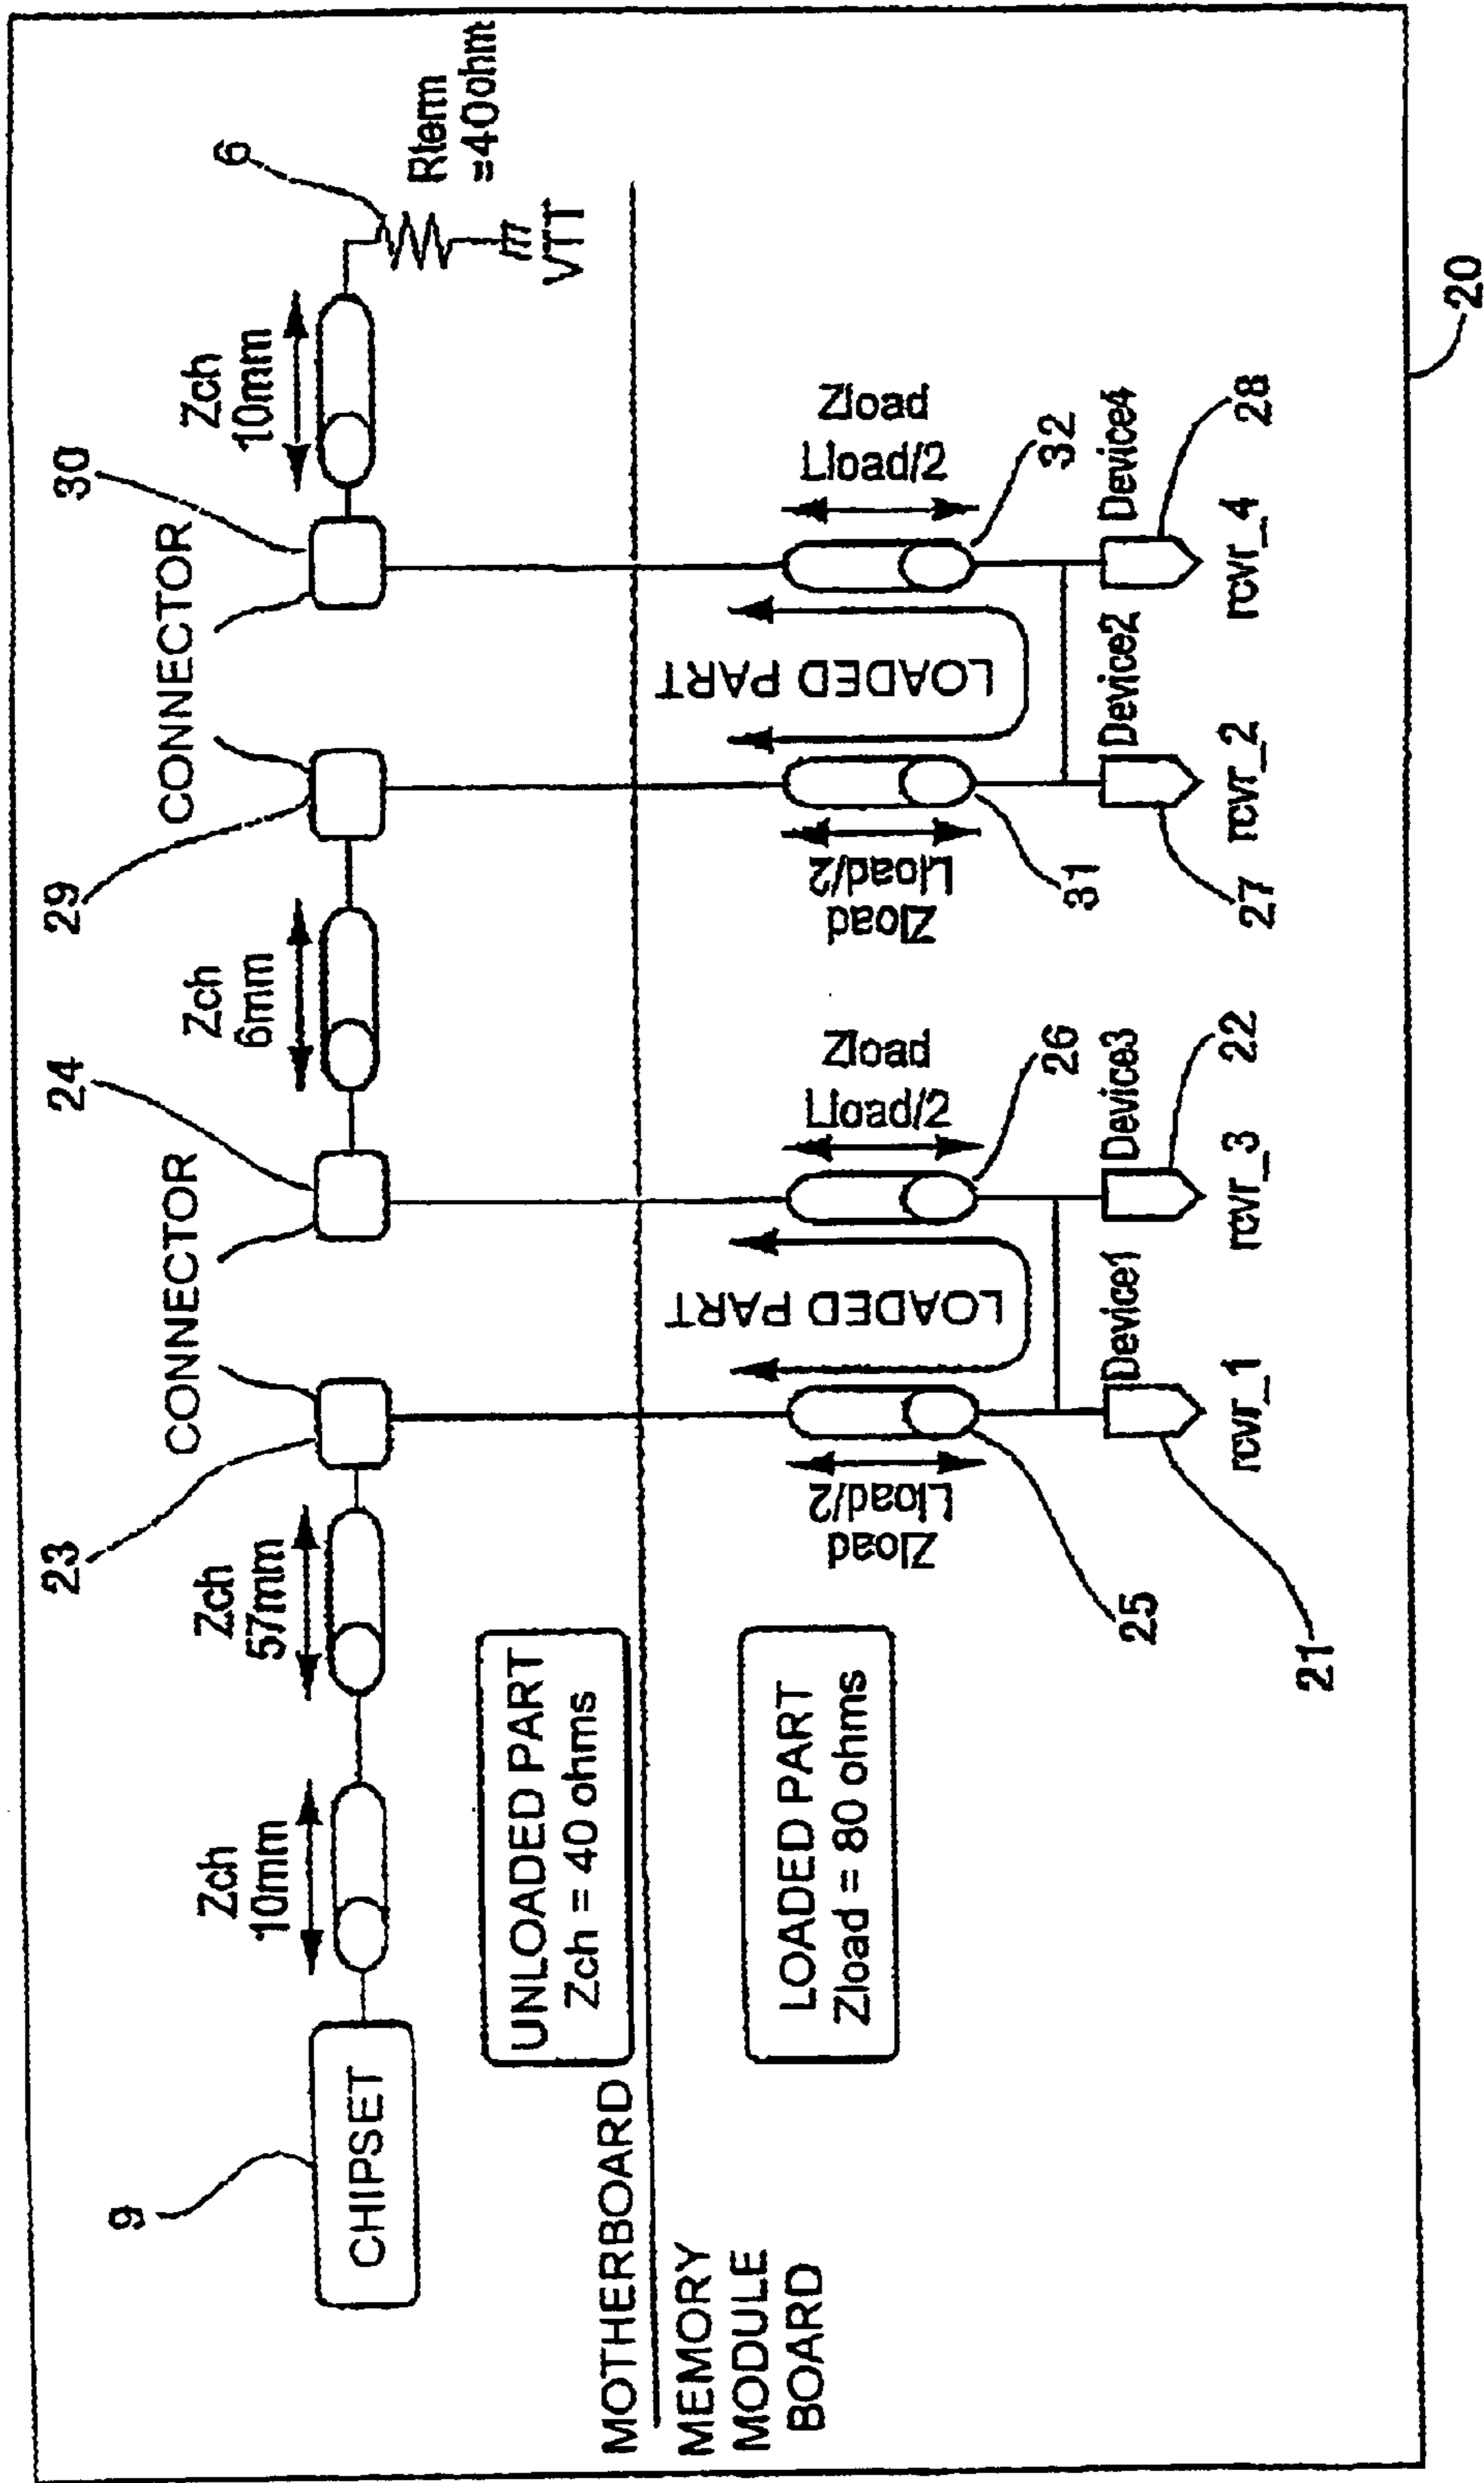 9
CHIPSET
Zch
10mm
Zch
57mm
23
CONNECTOR
24
Zch
6mm
29
CONNECTOR
30
Zch
10mm
6
Rterm
=40ohm
VTT
UNLOADED PART
Zch = 40 ohms
MOTHERBOARD
MEMORY
MODULE
BOARD
LOADED PART
Zload = 80 ohms
Zload
Lload/2
25
LOADED PART
Zload
Lload/2
26
Device1
rcvr_1
21
Device3
rcvr_3
22
Zload
Lload/2
31
LOADED PART
Zload
Lload/2
32
Device2
rcvr_2
27
Device4
rcvr_4
28
20